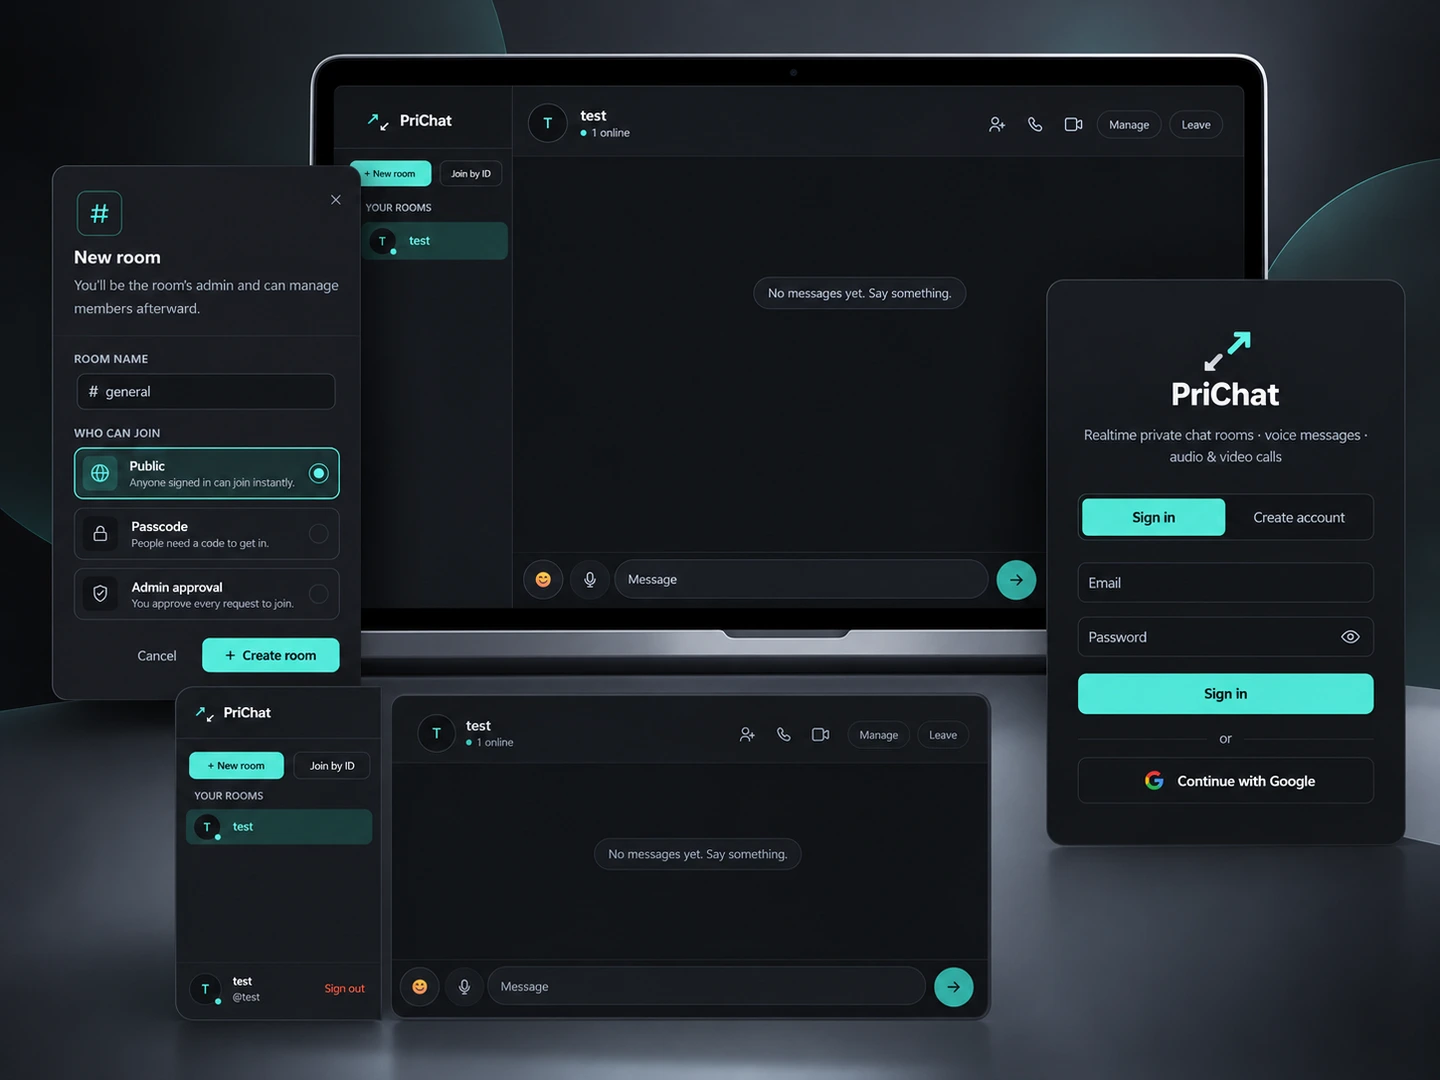 PriChat
+ New room
Join by ID
YOUR ROOMS
T
test
T
test
1 online
Manage
Leave
No messages yet. Say something.
Message
#
New room
You'll be the room's admin and can manage
members afterward.
ROOM NAME
# general
WHO CAN JOIN
Public
Anyone signed in can join instantly.
Passcode
People need a code to get in.
Admin approval
You approve every request to join.
Cancel
+ Create room
PriChat
Realtime private chat rooms · voice messages ·
audio & video calls
Sign in
Create account
Email
Password
Sign in
or
G
Continue with Google
PriChat
+ New room
Join by ID
YOUR ROOMS
T
test
T
test
@test
Sign out
T
test
1 online
Manage
Leave
No messages yet. Say something.
Message